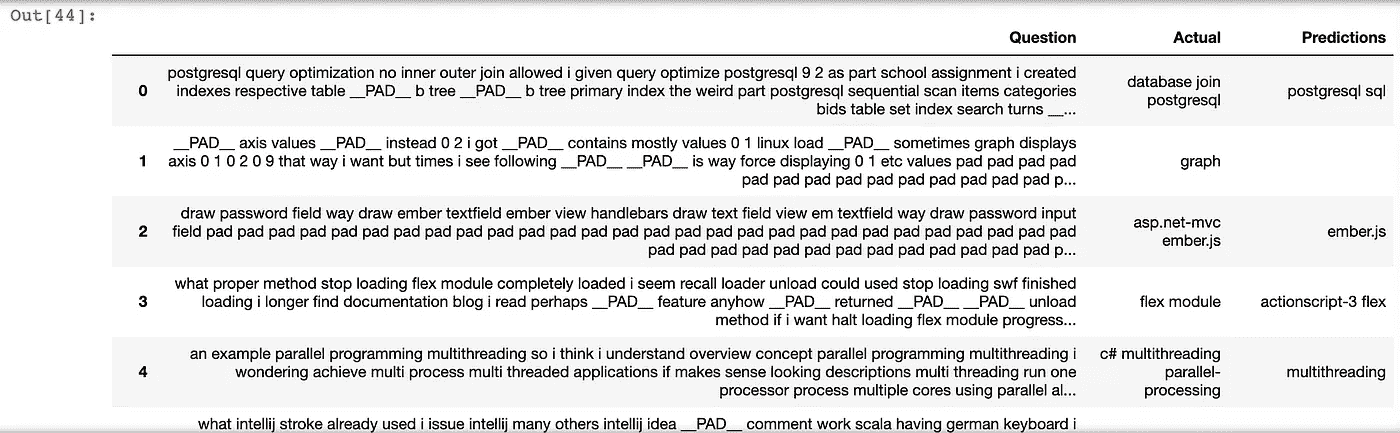 Out[44]:
Question Actual Predictions
0 postgresql query optimization no inner outer join allowed i given query optimize postgresql 9 2 as part school assignment i created
indexes respective table __PAD__ b tree __PAD__ b tree primary index the weird part postgresql sequential scan items categories
bids table set index search turns __...
database join
postgresql
postgresql sql
1 __PAD__ axis values __PAD__ instead 0 2 i got __PAD__ contains mostly values 0 1 linux load __PAD__ sometimes graph displays
axis 0 1 0 2 0 9 that way i want but times i see following __PAD__ __PAD__ is way force displaying 0 1 etc values pad pad pad pad
pad pad pad pad pad pad pad pad pad pad p...
graph
2 draw password field way draw ember textfield ember view handlebars draw text field view em textfield way draw password input
field pad pad pad pad pad pad pad pad pad pad pad pad pad pad pad pad pad pad pad pad pad pad pad pad pad pad pad pad
pad pad pad pad pad pad pad pad pad pad pad pad pad p...
asp.net-mvc
ember.js
ember.js
3 what proper method stop loading flex module completely loaded i seem recall loader unload could used stop loading swf finished
loading i longer find documentation blog i read perhaps __PAD__ feature anyhow __PAD__ returned __PAD__ __PAD__ unload
method if i want halt loading flex module progress...
flex module
actionscript-3 flex
4 an example parallel programming multithreading so i think i understand overview concept parallel programming multithreading i
wondering achieve multi process multi threaded applications if makes sense looking descriptions multi threading run one
processor process multiple cores using parallel al...
c# multithreading
parallel-
processing
multithreading
what intellij stroke already used i issue intellij many others intellij idea __PAD__ comment work scala having german keyboard i